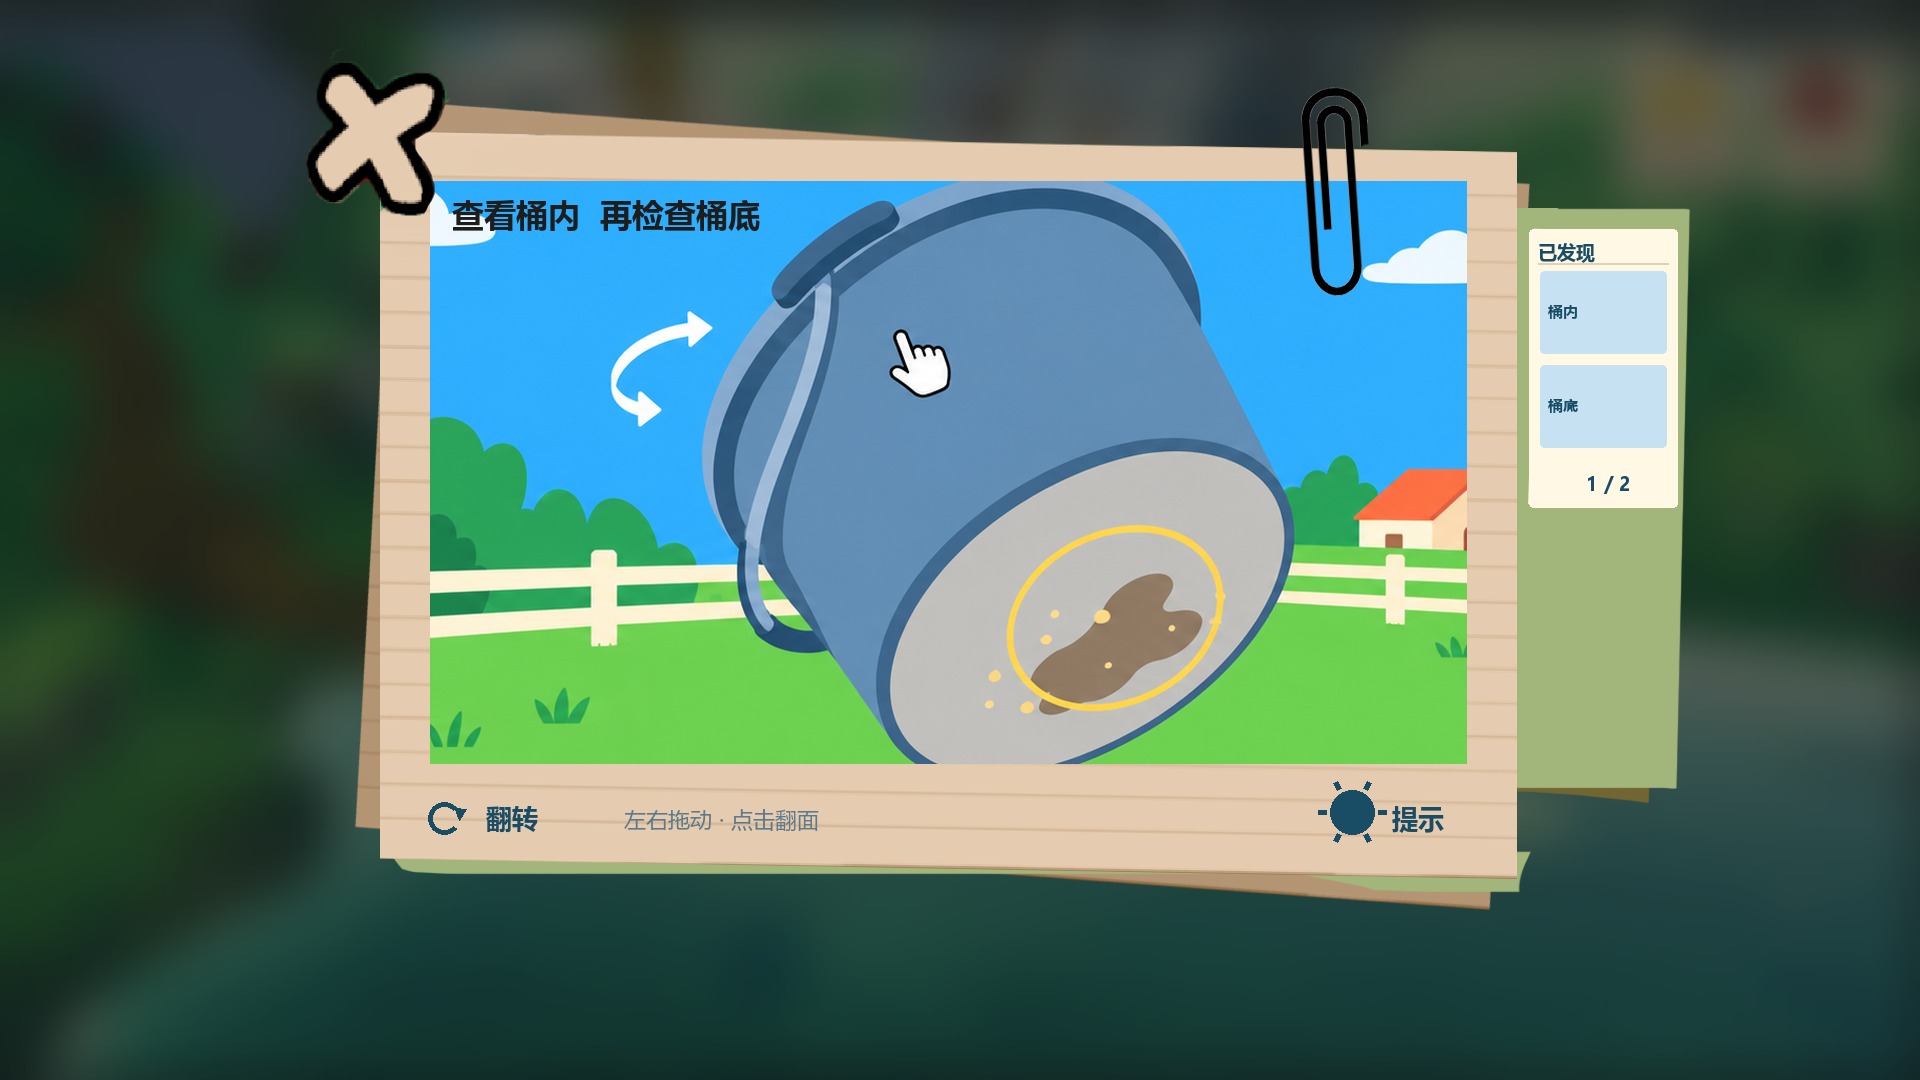 查看桶内 再检查桶底
已发现
桶内
桶底
1 / 2
翻转
左右拖动 · 点击翻面
提示